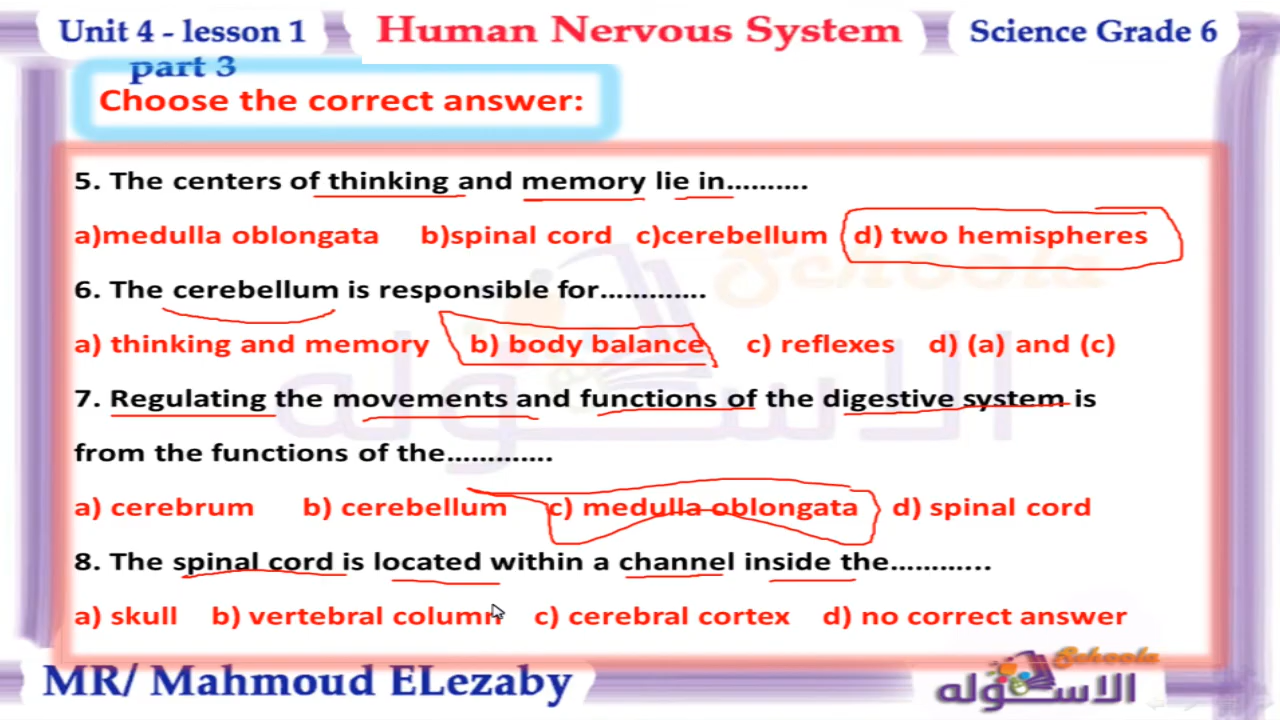 Unit 4 - lesson 1
part 3
Human Nervous System
Science Grade 6
Choose the correct answer:
5. The centers of thinking and memory lie in..........
a)medulla oblongata b)spinal cord c)cerebellum d) two hemispheres
6. The cerebellum is responsible for.............
a) thinking and memory b) body balance c) reflexes d) (a) and (c)
7. Regulating the movements and functions of the digestive system is
from the functions of the.............
a) cerebrum b) cerebellum c) medulla oblongata d) spinal cord
8. The spinal cord is located within a channel inside the............
a) skull b) vertebral column c) cerebral cortex d) no correct answer
MR/ Mahmoud ELezaby
Schoola
الاسكوله